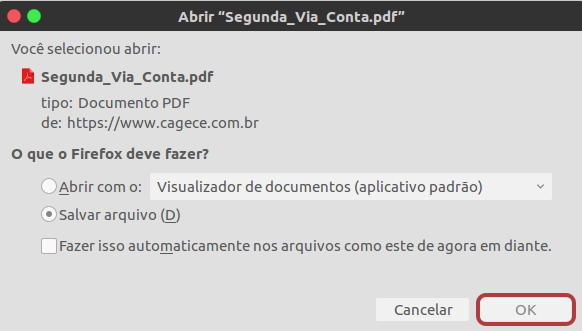 Abrir “Segunda_Via_Conta.pdf”
Você selecionou abrir:
Segunda_Via_Conta.pdf
tipo: Documento PDF
de: https://www.cagece.com.br
O que o Firefox deve fazer?
Abrir com o: Visualizador de documentos (aplicativo padrão)
Salvar arquivo (D)
Fazer isso automaticamente nos arquivos como este de agora em diante.
Cancelar OK